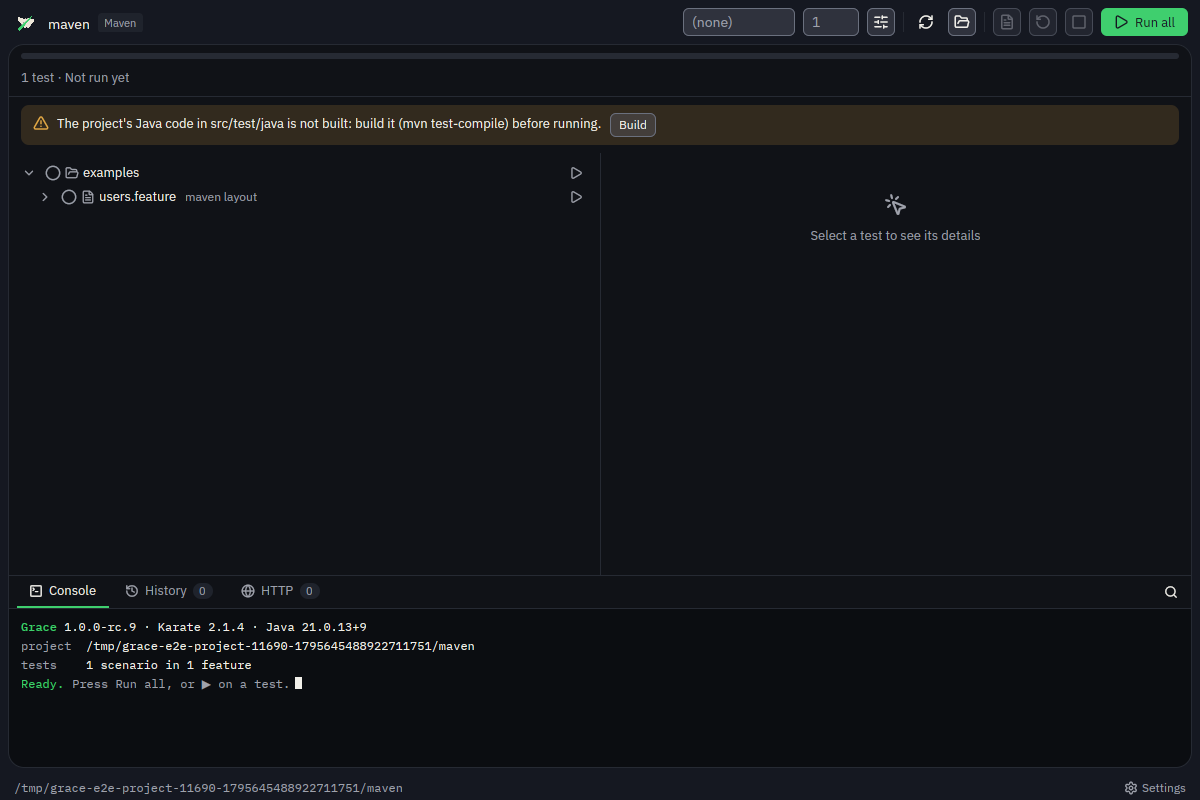 maven Maven (none) 1 Run all
1 test · Not run yet
The project's Java code in src/test/java is not built: build it (mvn test-compile) before running. Build
examples
users.feature maven layout
Select a test to see its details
Console History 0 HTTP 0
Grace 1.0.0-rc.9 · Karate 2.1.4 · Java 21.0.13+9
project /tmp/grace-e2e-project-11690-1795645488922711751/maven
tests 1 scenario in 1 feature
Ready. Press Run all, or ▶ on a test.
/tmp/grace-e2e-project-11690-1795645488922711751/maven Settings